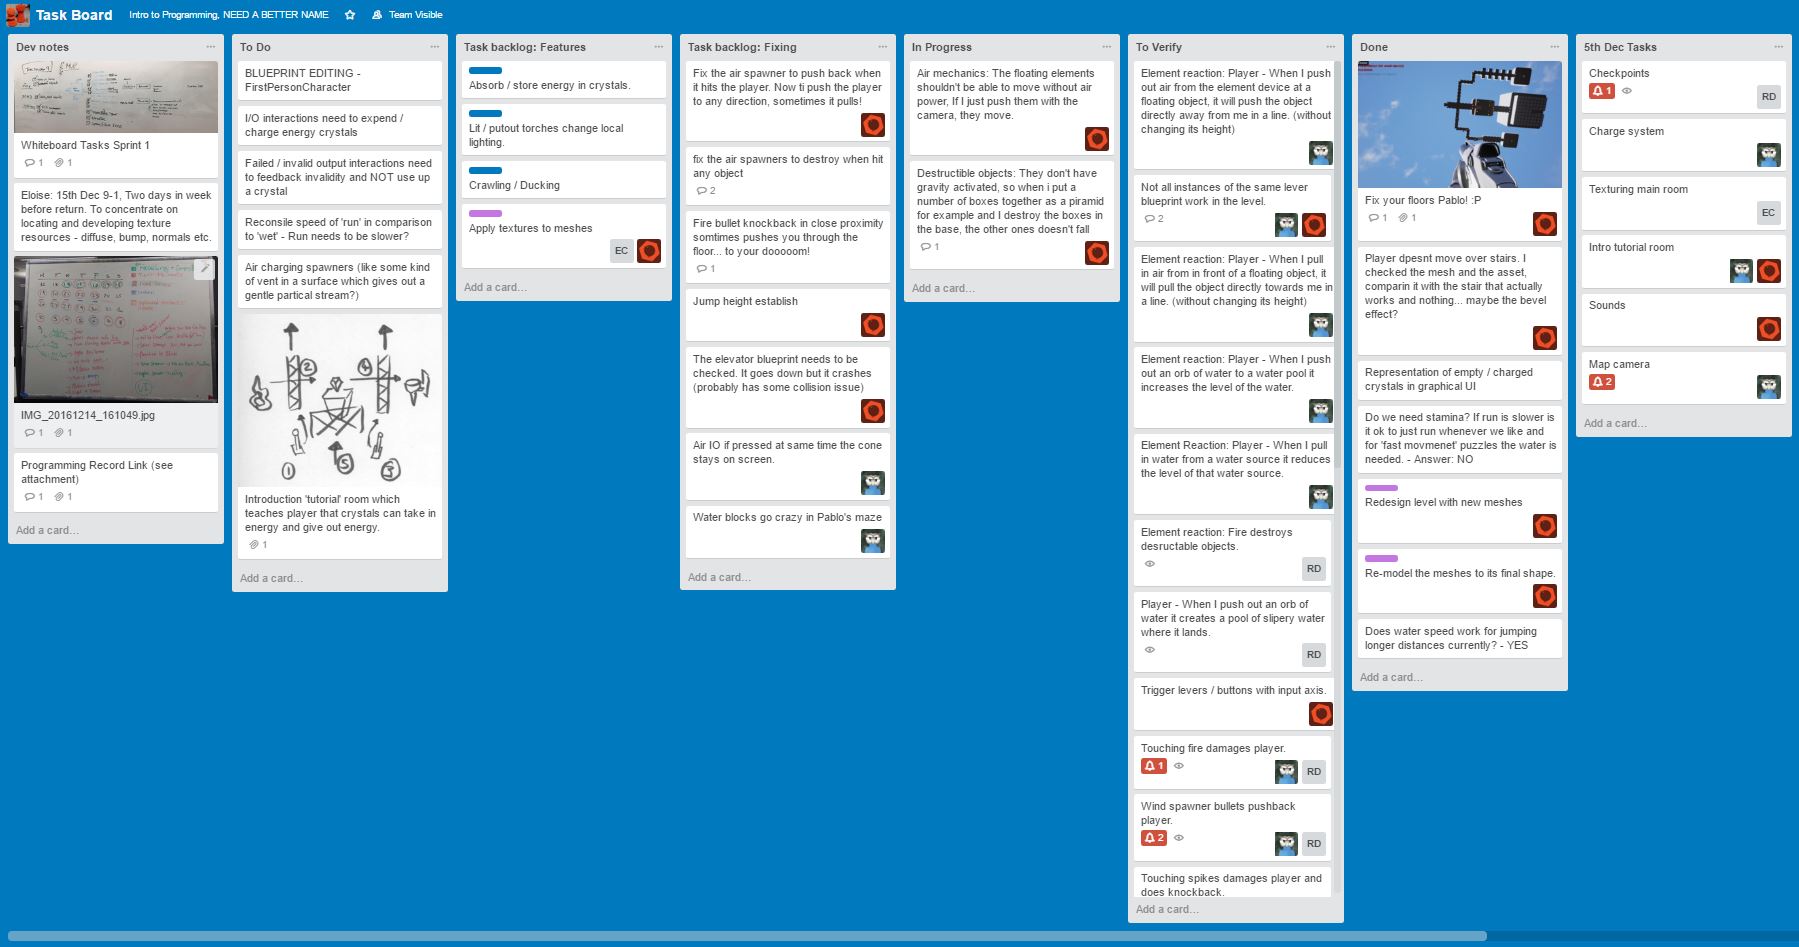 Task Board
Intro to Programming, NEED A BETTER NAME
Team Visible
Dev notes
Whiteboard Tasks Sprint 1
1 1
Eloise: 15th Dec 9-1, Two days in week
before return. To concentrate on
locating and developing texture
resources - diffuse, bump, normals etc.
IMG_20161214_161049.jpg
1 1
Programming Record Link (see
attachment)
1 1
Add a card...
To Do
BLUEPRINT EDITING -
FirstPersonCharacter
I/O interactions need to expend /
charge energy crystals
Failed / invalid output interactions need
to feedback invalidity and NOT use up
a crystal
Reconsile speed of 'run' in comparison
to 'wet' - Run needs to be slower?
Air charging spawners (like some kind
of vent in a surface which gives out a
gentle partical stream?)
2 4
1 5 3
Introduction 'tutorial' room which
teaches player that crystals can take in
energy and give out energy.
1
Add a card...
Task backlog: Features
Absorb / store energy in crystals.
Lit / putout torches change local
lighting.
Crawling / Ducking
Apply textures to meshes
EC
Add a card...
Task backlog: Fixing
Fix the air spawner to push back when
it hits the player. Now ti push the player
to any direction, sometimes it pulls!
fix the air spawners to destroy when hit
any object
2
Fire bullet knockback in close proximity
somtimes pushes you through the
floor... to your dooooom!
1
Jump height establish
The elevator blueprint needs to be
checked. It goes down but it crashes
(probably has some collision issue)
Air IO if pressed at same time the cone
stays on screen.
Water blocks go crazy in Pablo's maze
Add a card...
In Progress
Air mechanics: The floating elements
shouldn't be able to move without air
power, If I just push them with the
camera, they move.
Destructible objects: They don't have
gravity activated, so when i put a
number of boxes together as a piramid
for example and I destroy the boxes in
the base, the other ones doesn't fall
1
Add a card...
To Verify
Element reaction: Player - When I push
out air from the element device at a
floating object, it will push the object
directly away from me in a line. (without
changing its height)
Not all instances of the same lever
blueprint work in the level.
2
Element reaction: Player - When I pull
in air from in front of a floating object, it
will pull the object directly towards me in
a line. (without changing its height)
Element reaction: Player - When I push
out an orb of water to a water pool it
increases the level of the water.
Element Reaction: Player - When I pull
in water from a water source it reduces
the level of that water source.
Element reaction: Fire destroys
desructable objects.
RD
Player - When I push out an orb of
water it creates a pool of slipery water
where it lands.
RD
Trigger levers / buttons with input axis.
Touching fire damages player.
1 RD
Wind spawner bullets pushback
player.
2 RD
Touching spikes damages player and
does knockback.
Add a card...
Done
Fix your floors Pablo! :P
1 1
Player dpesnt move over stairs. I
checked the mesh and the asset,
comparin it with the stair that actually
works and nothing... maybe the bevel
effect?
Representation of empty / charged
crystals in graphical UI
Do we need stamina? If run is slower is
it ok to just run whenever we like and
for 'fast movmenet' puzzles the water is
needed. - Answer: NO
Redesign level with new meshes
Re-model the meshes to its final shape.
Does water speed work for jumping
longer distances currently? - YES
Add a card...
5th Dec Tasks
Checkpoints
1 RD
Charge system
Texturing main room
EC
Intro tutorial room
Sounds
Map camera
2
Add a card...